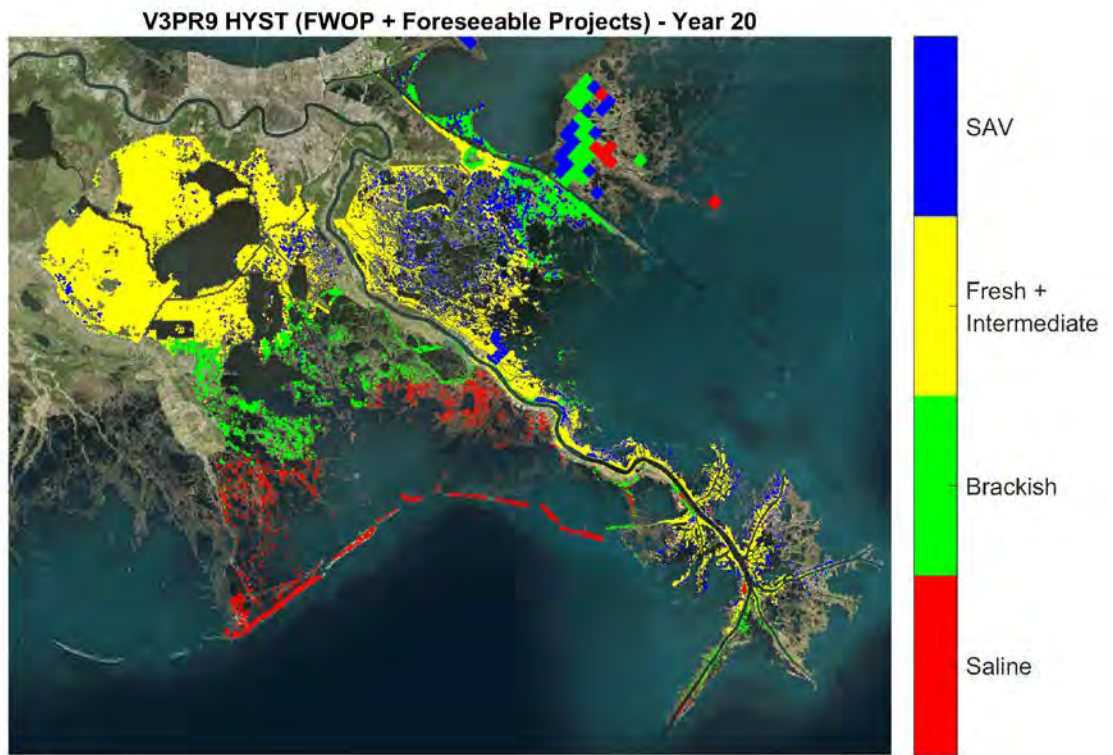 V3PR9 HYST (FWOP + Foreseeable Projects) - Year 20
SAV
Fresh +
Intermediate
Brackish
Saline